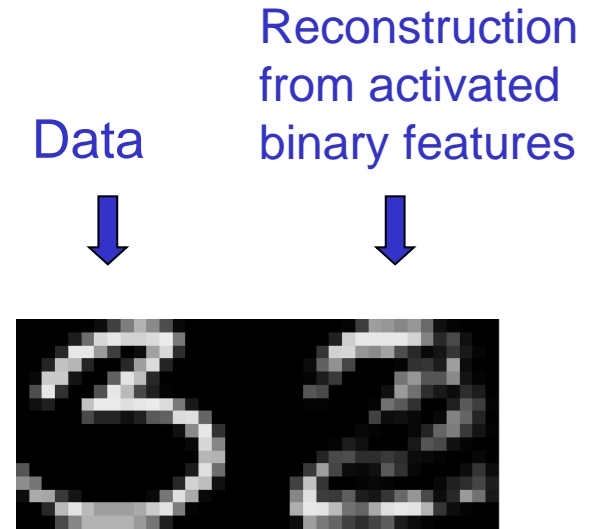 Data
Reconstruction
from activated
binary features